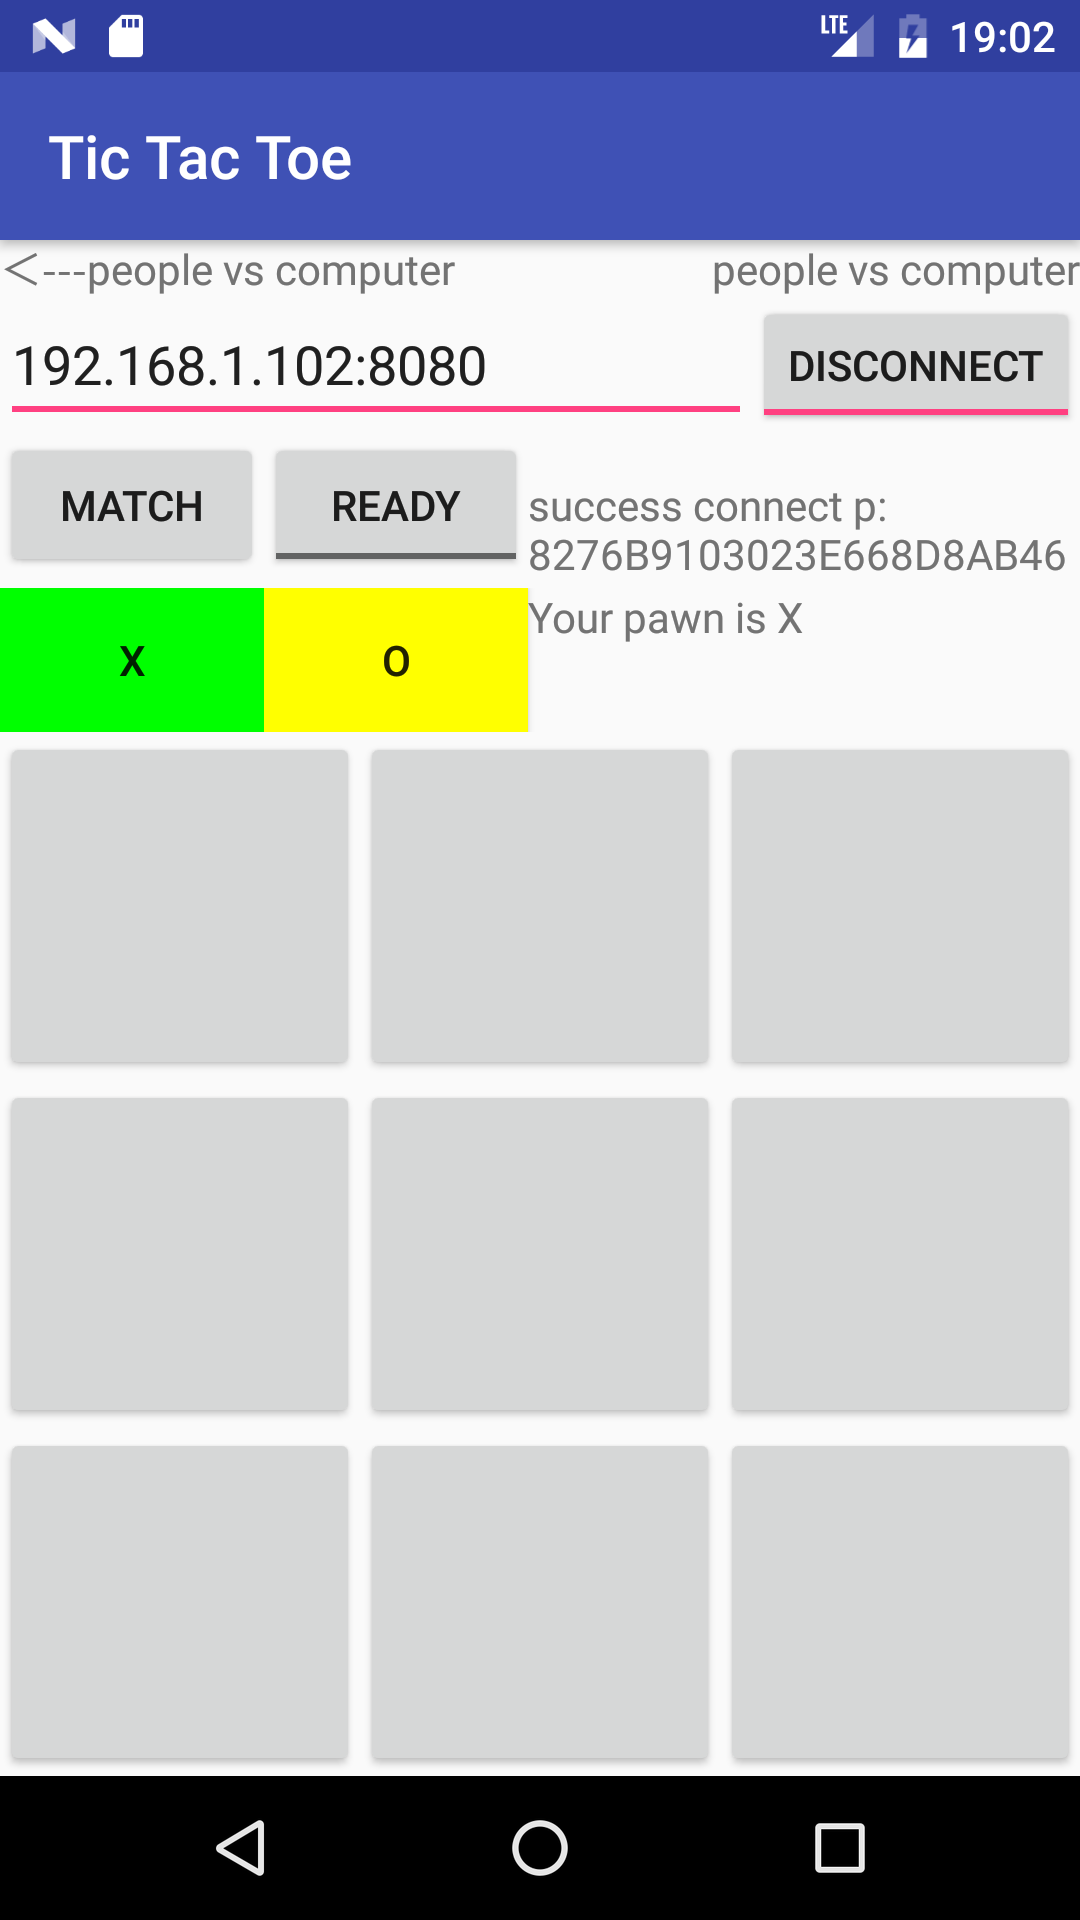 LTE 19:02
Tic Tac Toe
<---people vs computer people vs computer
192.168.1.102:8080 DISCONNECT
MATCH READY success connect p:
8276B9103023E668D8AB46
X O Your pawn is X